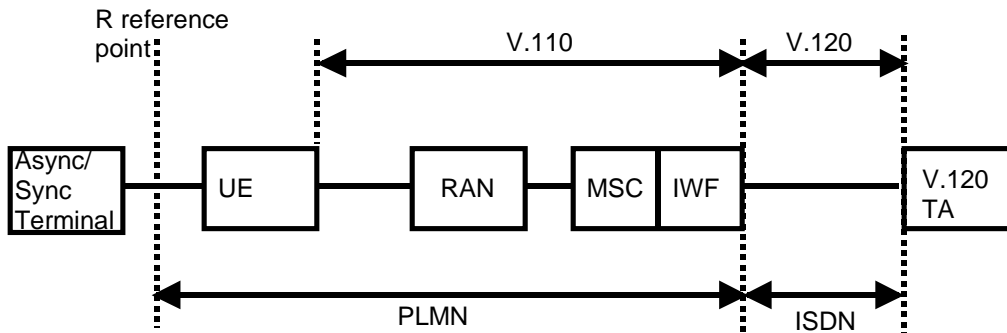 R reference
point
V.110
V.120
Async/
Sync
Terminal
UE
RAN
MSC
IWF
V.120
TA
PLMN
ISDN